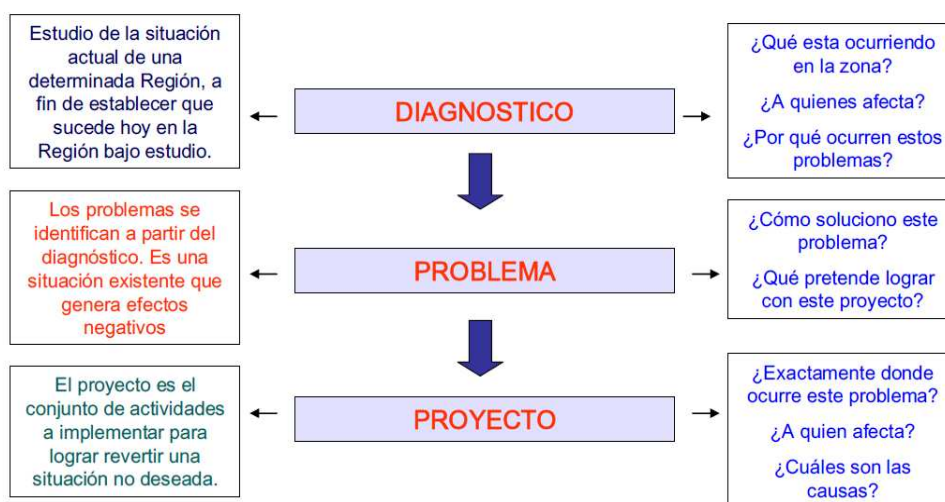 Estudio de la situación
actual de una
determinada Región, a
fin de establecer que
sucede hoy en la
Región bajo estudio.
DIAGNOSTICO
¿Qué esta ocurriendo
en la zona?
¿A quienes afecta?
¿Por qué ocurren estos
problemas?
Los problemas se
identifican a partir del
diagnóstico. Es una
situación existente que
genera efectos
negativos
PROBLEMA
¿Cómo soluciono este
problema?
¿Qué pretende lograr
con este proyecto?
El proyecto es el
conjunto de actividades
a implementar para
lograr revertir una
situación no deseada.
PROYECTO
¿Exactamente donde
ocurre este problema?
¿A quien afecta?
¿Cuáles son las
causas?